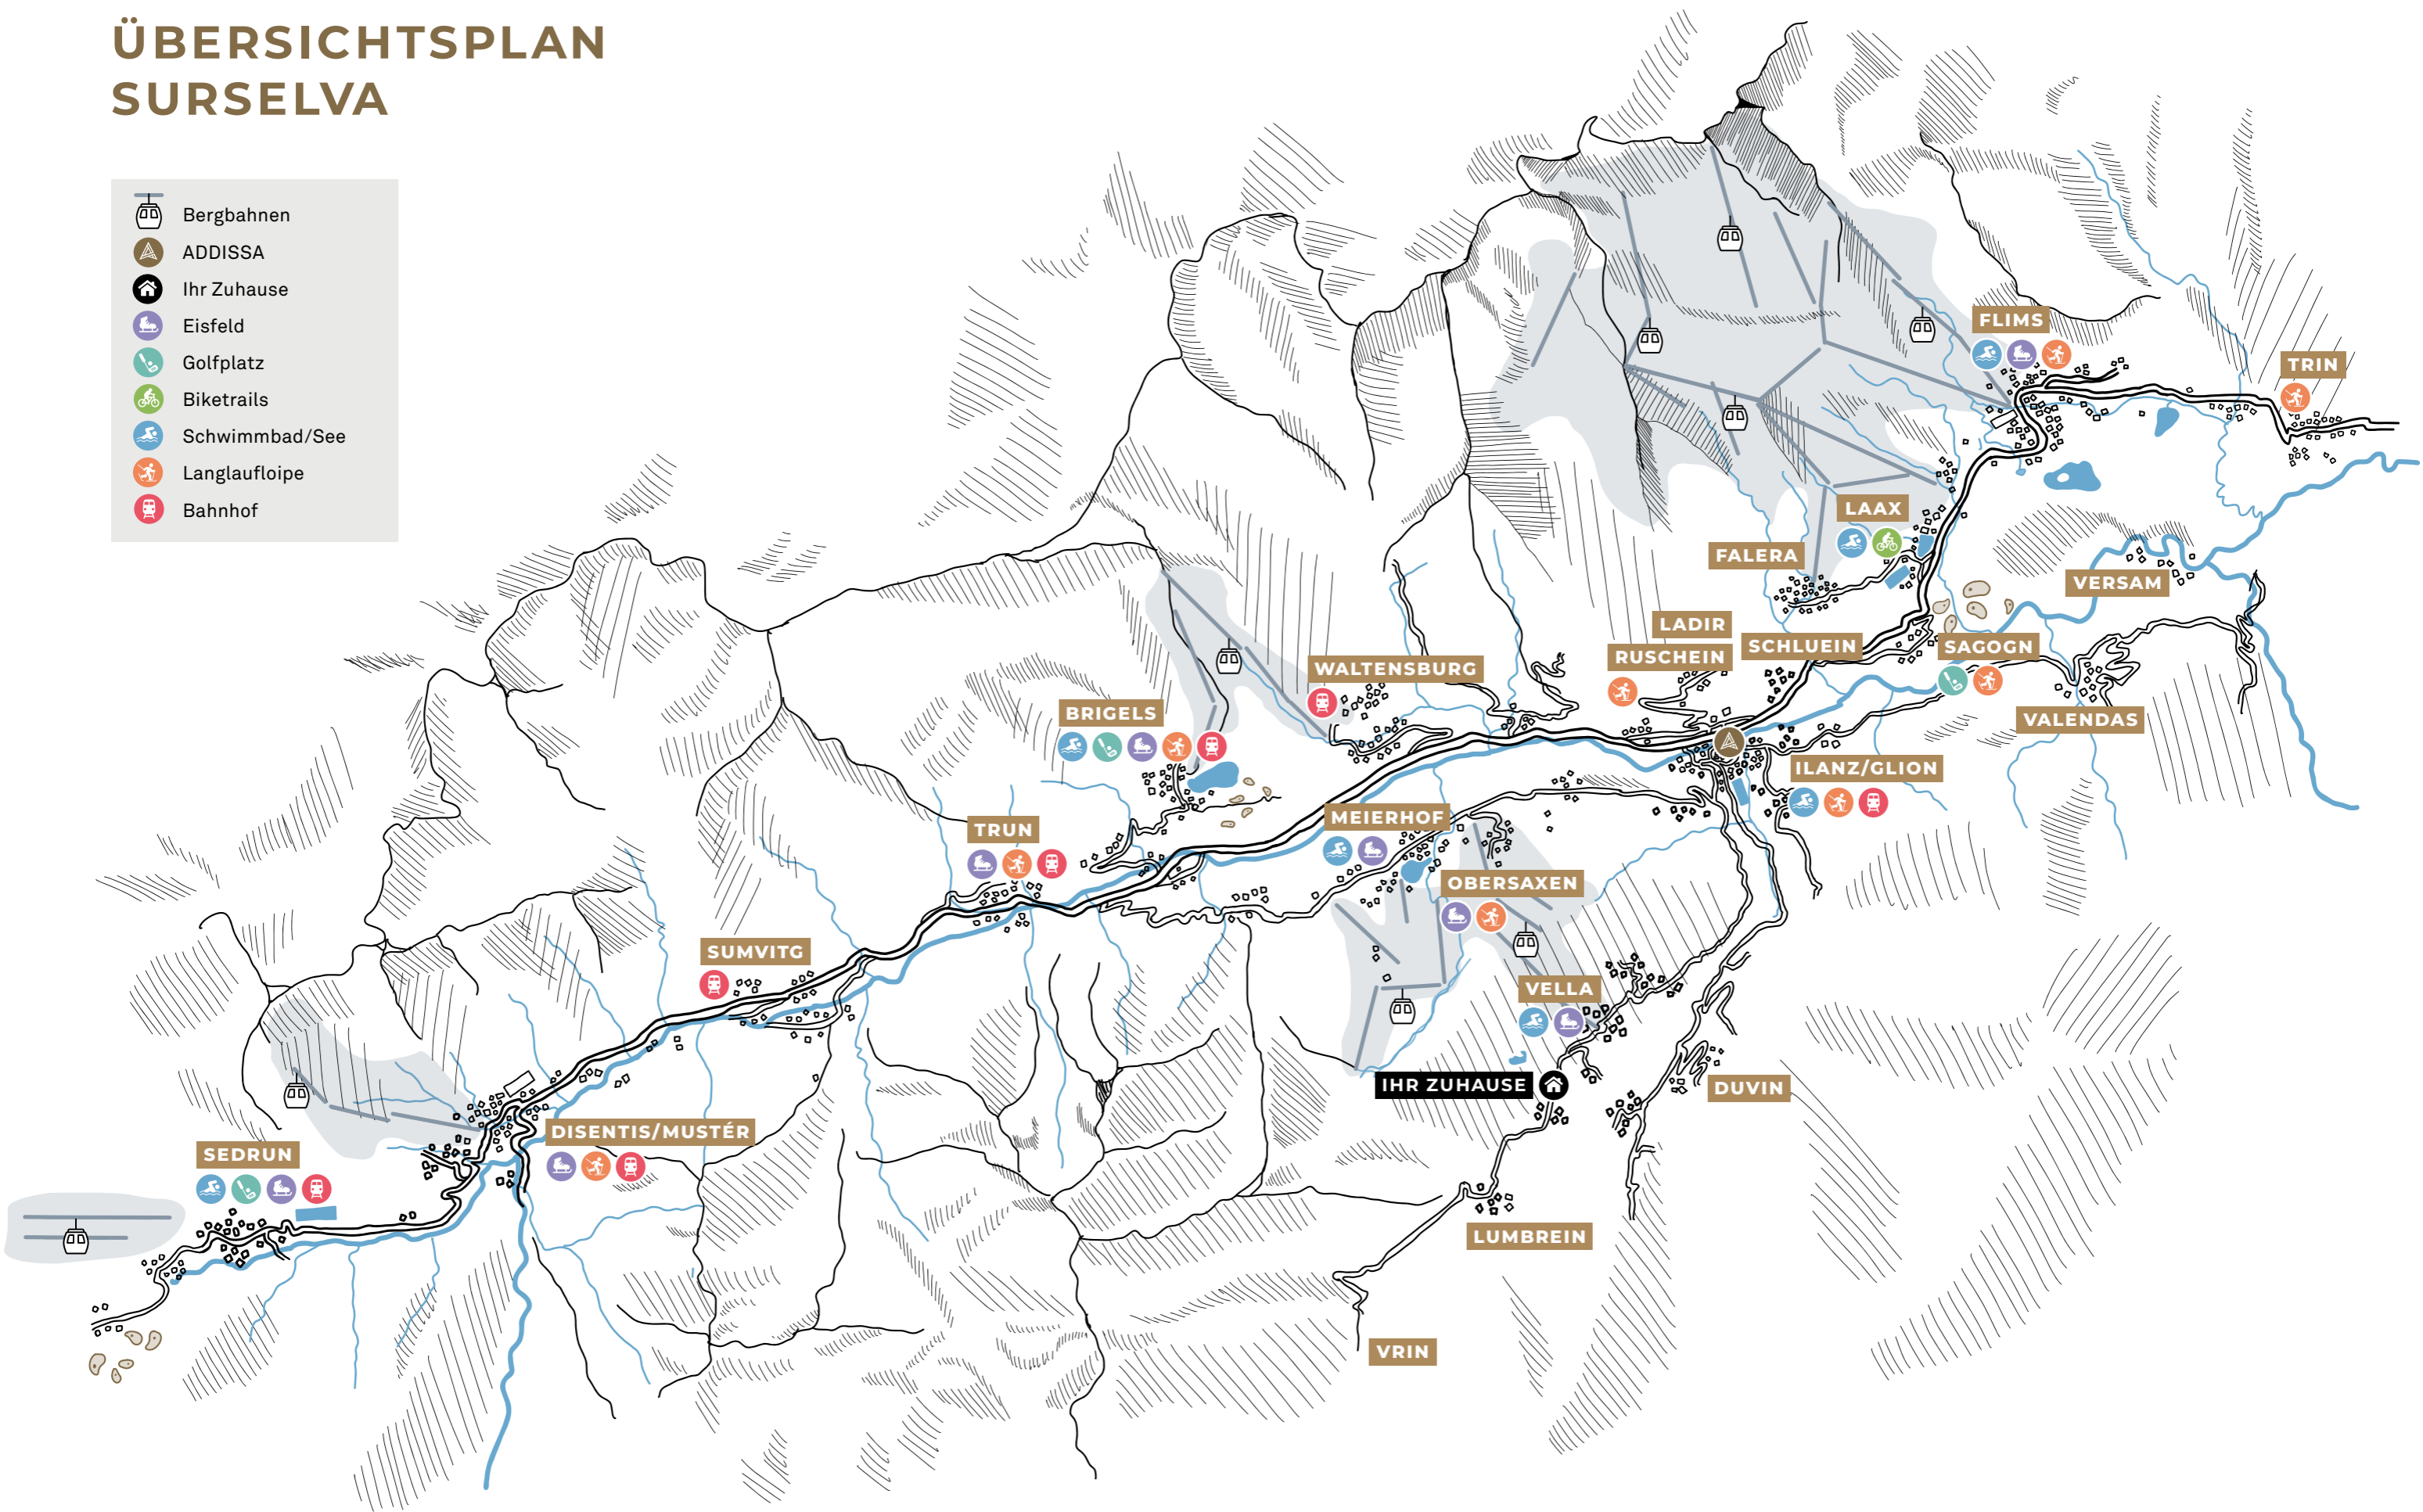 ÜBERSICHTSPLAN
SURSELVA
Bergbahnen
ADDISSA
Ihr Zuhause
Eisfeld
Golfplatz
Biketrails
Schwimmbad/See
Langlaufloipe
Bahnhof
FLIMS
TRIN
LAAX
FALERA
VERSAM
LADIR
RUSCHEIN
SCHLUEIN
SAGOGN
WALTENSBURG
BRIGELS
VALENDAS
ILANZ/GLION
MEIERHOF
TRUN
OBERSAXEN
SUMVITG
VELLA
IHR ZUHAUSE
DUVIN
DISENTIS/MUSTÉR
SEDRUN
LUMBREIN
VRIN